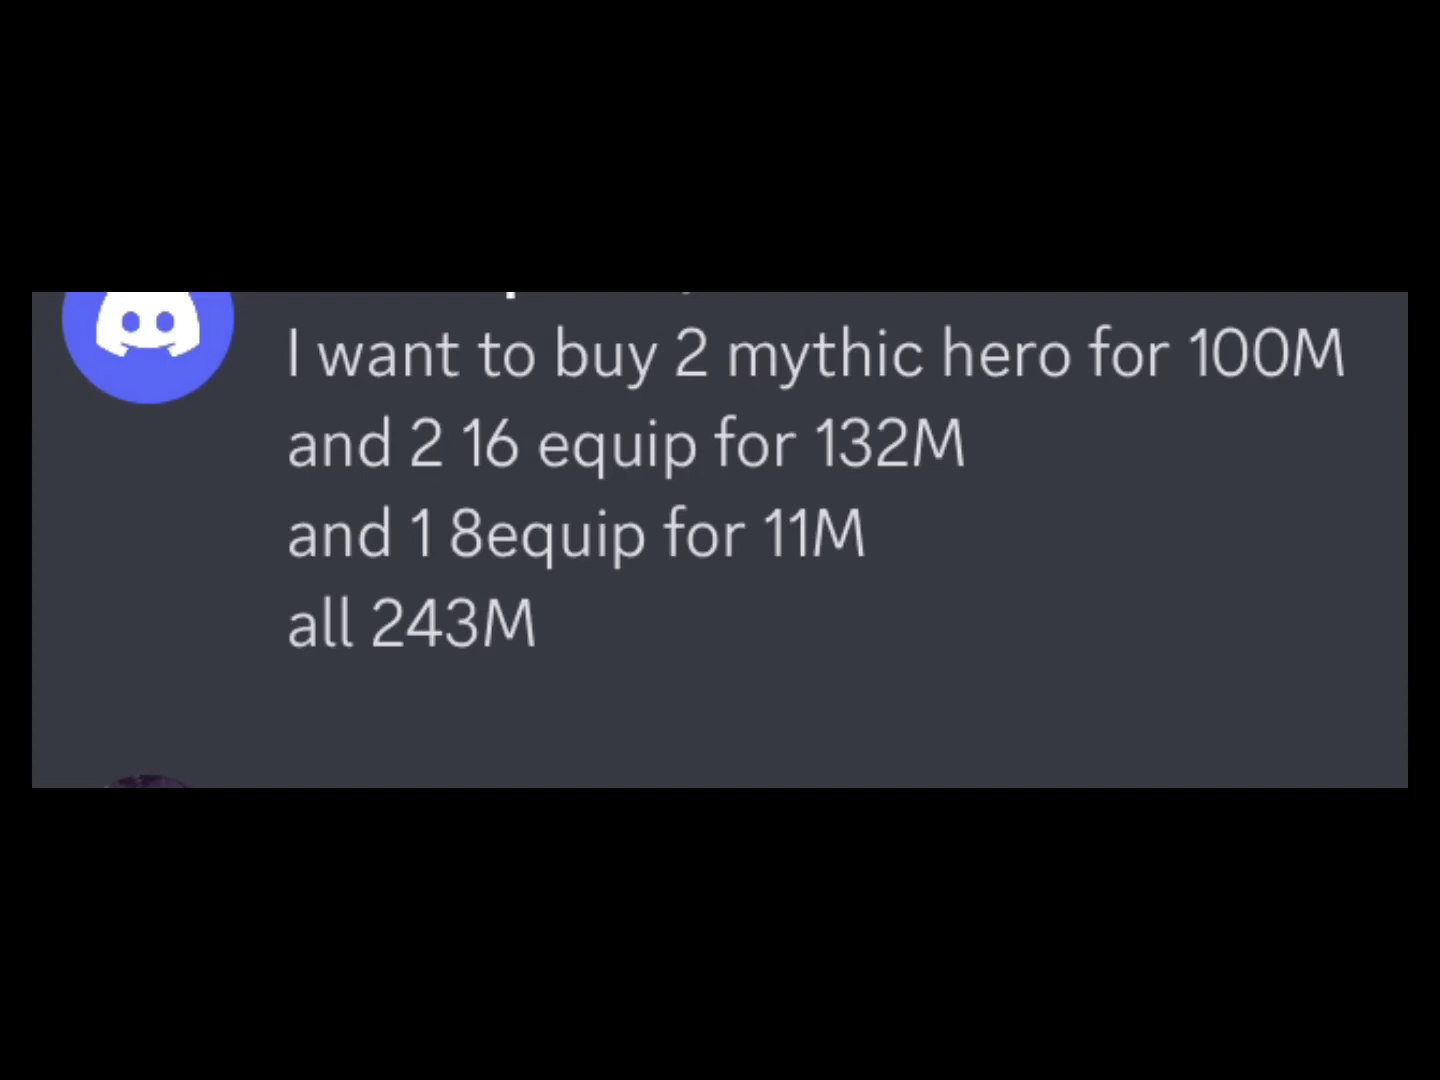 I want to buy 2 mythic hero for 100M
and 2 16 equip for 132M
and 1 8equip for 11M
all 243M